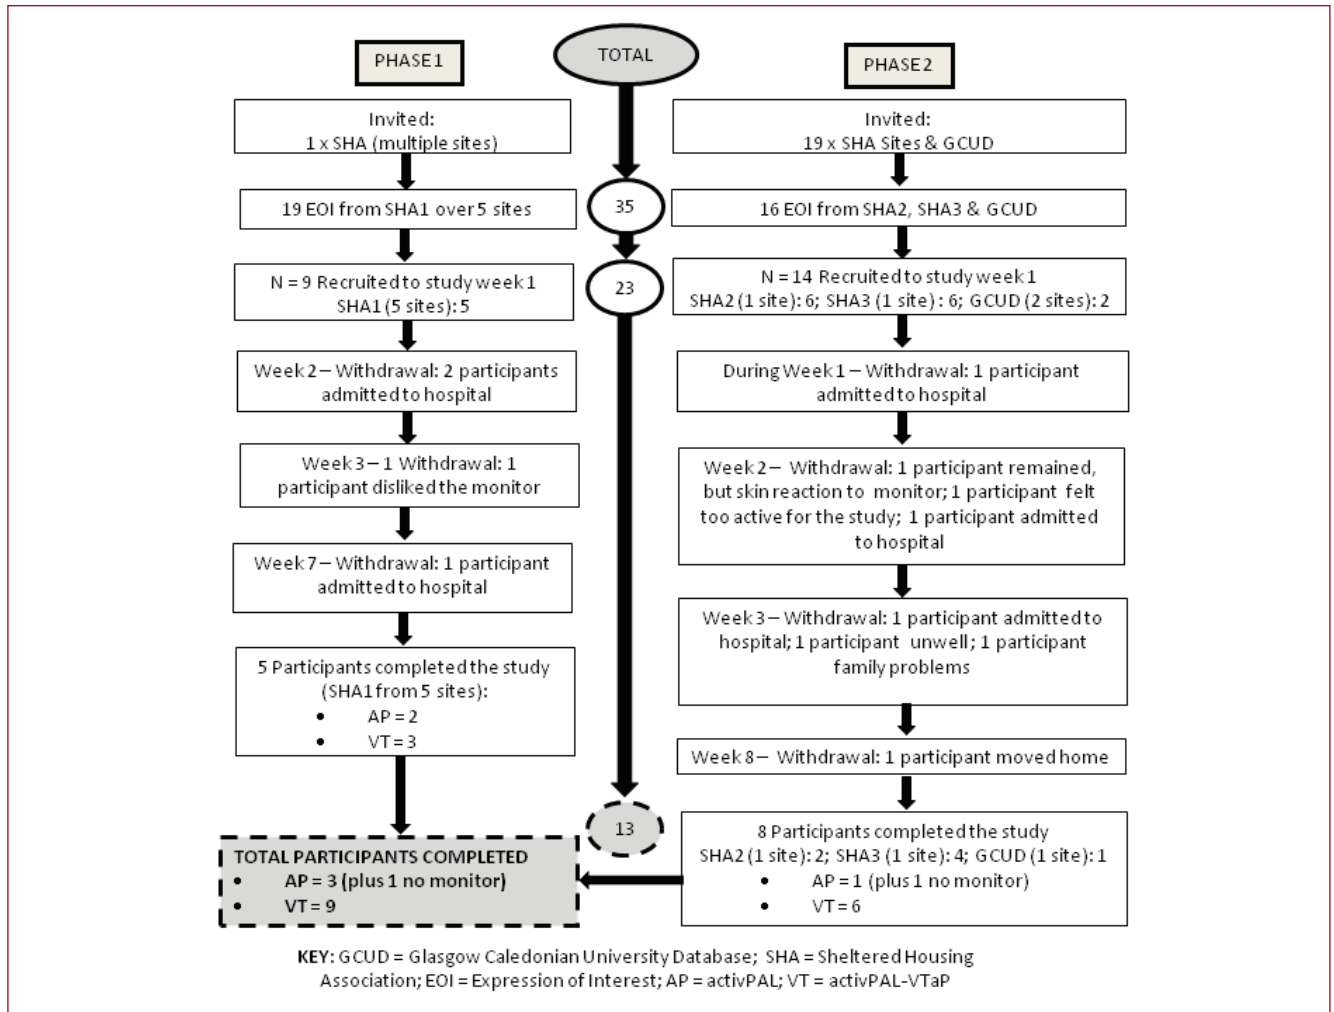 PHASE1
TOTAL
PHASE2
Invited:
1 x SHA (multiple sites)
19 EOI from SHA1 over 5 sites
N = 9 Recruited to study week 1
SHA1 (5 sites): 5
Week 2 – Withdrawal: 2 participants
admitted to hospital
Week 3 – 1 Withdrawal: 1
participant disliked the monitor
Week 7 – Withdrawal: 1 participant
admitted to hospital
5 Participants completed the study
(SHA1 from 5 sites):
• AP = 2
• VT = 3
35
23
13
Invited:
19 x SHA Sites & GCUD
16 EOI from SHA2, SHA3 & GCUD
N = 14 Recruited to study week 1
SHA2 (1 site): 6; SHA3 (1 site) : 6; GCUD (2 sites): 2
During Week 1 – Withdrawal: 1 participant
admitted to hospital
Week 2 – Withdrawal: 1 participant remained,
but skin reaction to monitor; 1 participant felt
too active for the study; 1 participant admitted
to hospital
Week 3 – Withdrawal: 1 participant admitted to
hospital; 1 participant unwell; 1 participant
family problems
Week 8 – Withdrawal: 1 participant moved home
8 Participants completed the study
SHA2 (1 site): 2; SHA3 (1 site): 4; GCUD (1 site): 1
• AP = 1 (plus 1 no monitor)
• VT = 6
TOTAL PARTICIPANTS COMPLETED
• AP = 3 (plus 1 no monitor)
• VT = 9
KEY: GCUD = Glasgow Caledonian University Database; SHA = Sheltered Housing
Association; EOI = Expression of Interest; AP = activPAL; VT = activPAL-VTaP